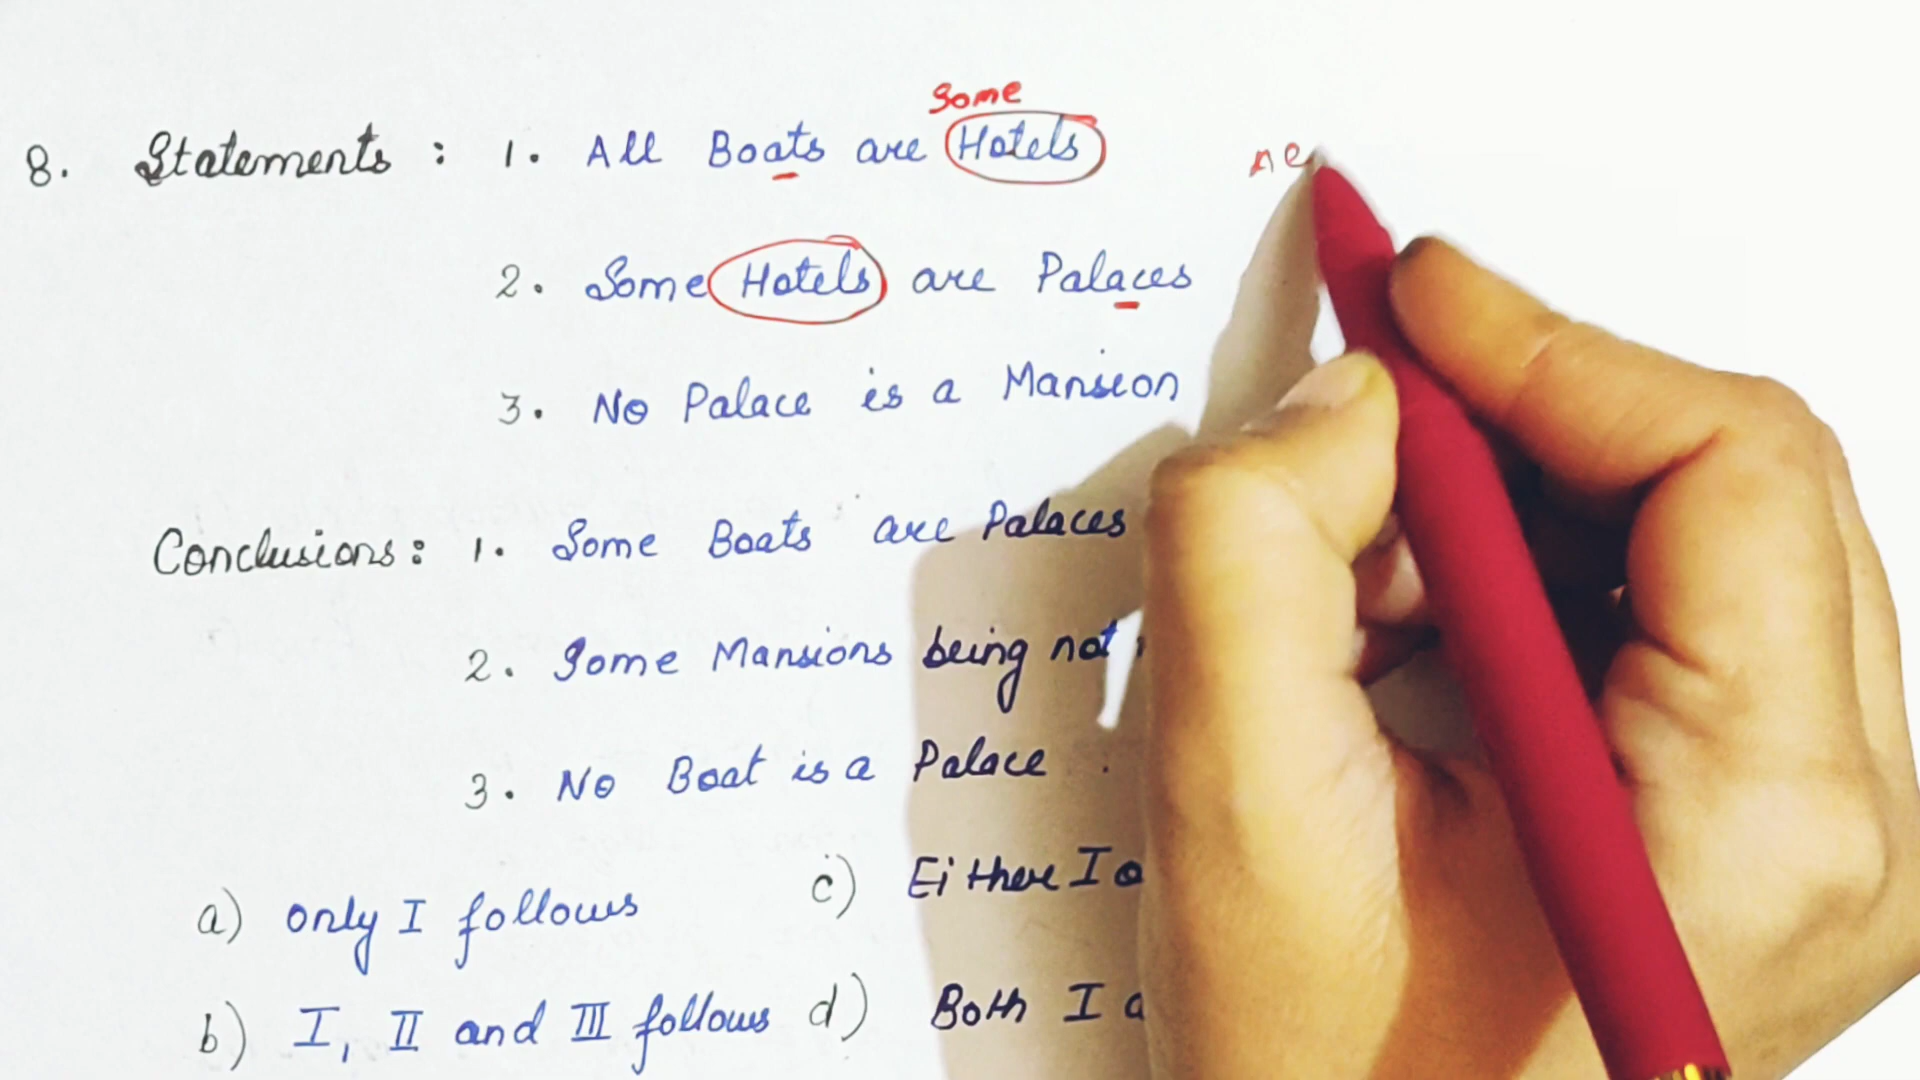 Some
8. Statements : 1. All Boats are Hotels
ne
2. Some Hotels are Palaces
3. No Palace is a Mansion
Conclusions : 1. Some Boats are Palaces
2. Some Mansions being not
3. No Boat is a Palace .
a) only I follows
c) Either I
b) I, II and III follows
d) Both I